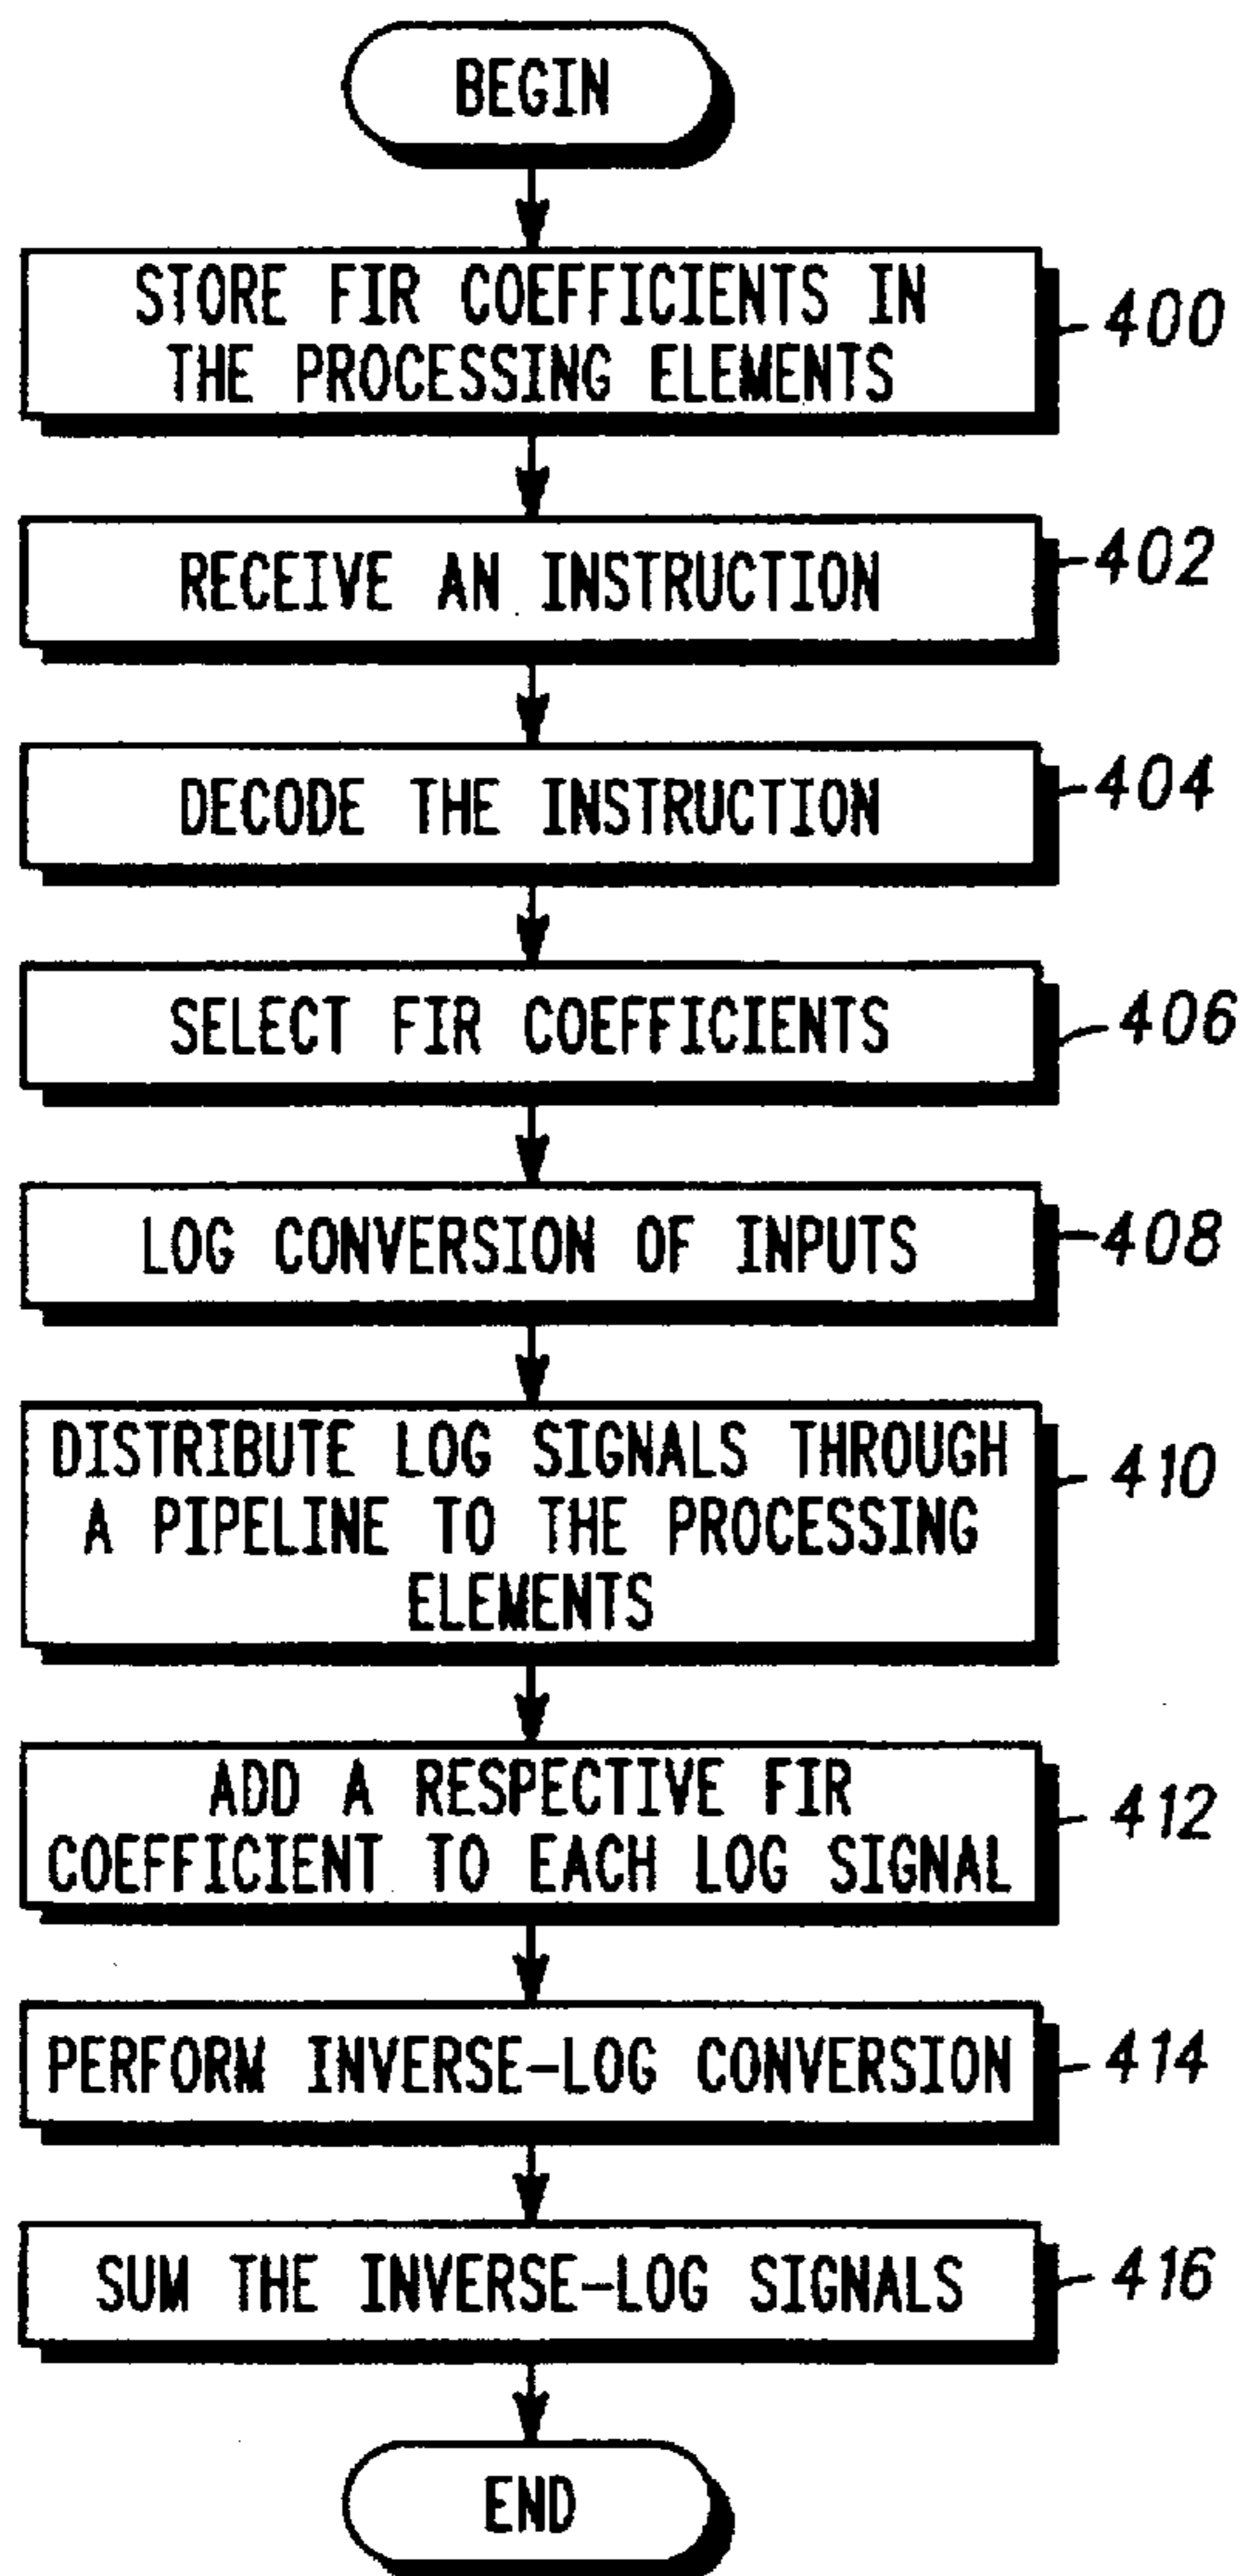 BEGIN
STORE FIR COEFFICIENTS IN
THE PROCESSING ELEMENTS
400
RECEIVE AN INSTRUCTION
402
DECODE THE INSTRUCTION
404
SELECT FIR COEFFICIENTS
406
LOG CONVERSION OF INPUTS
408
DISTRIBUTE LOG SIGNALS THROUGH
A PIPELINE TO THE PROCESSING
ELEMENTS
410
ADD A RESPECTIVE FIR
COEFFICIENT TO EACH LOG SIGNAL
412
PERFORM INVERSE-LOG CONVERSION
414
SUM THE INVERSE-LOG SIGNALS
416
END